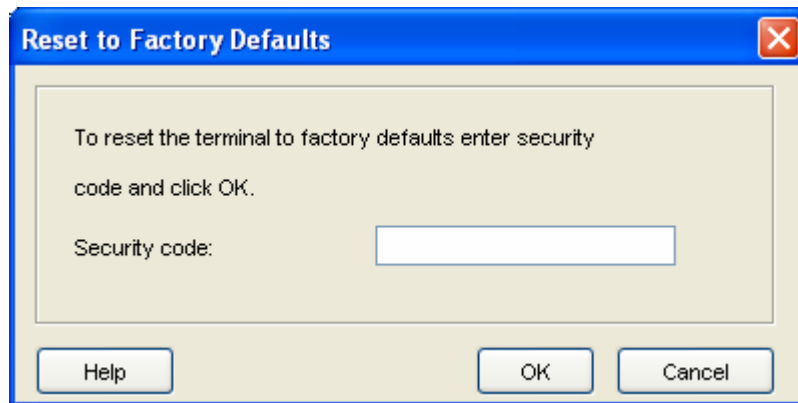 Reset to Factory Defaults
To reset the terminal to factory defaults enter security
code and click OK.
Security code:
Help
OK
Cancel